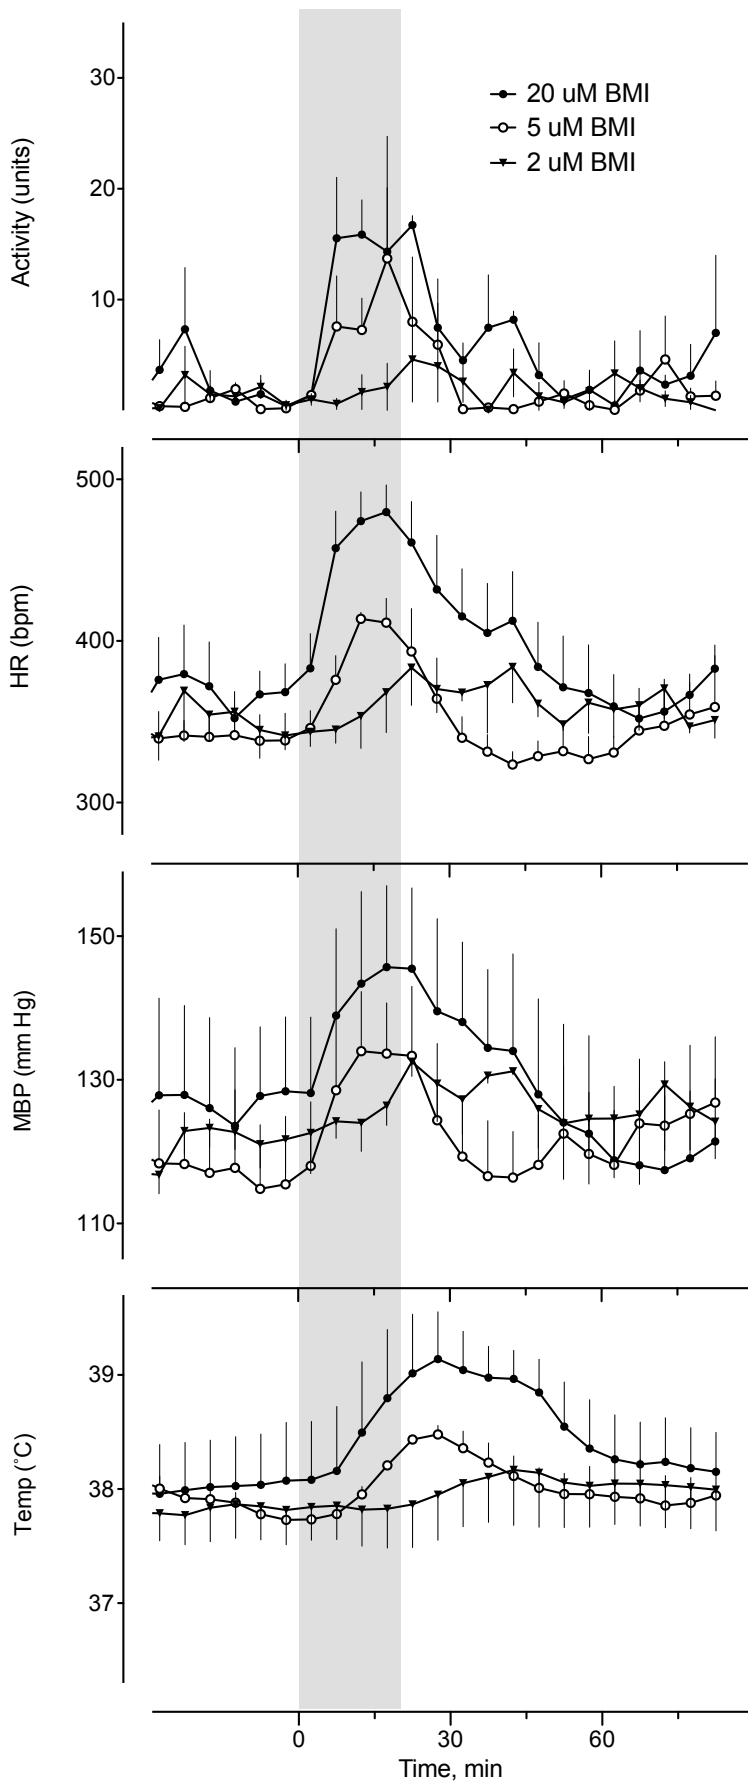 30
20 uM BMI
5 uM BMI
2 uM BMI
20
10
Activity (units)
500
400
300
HR (bpm)
150
130
110
MBP (mm Hg)
39
38
37
Temp (˚C)
0 30 60
Time, min